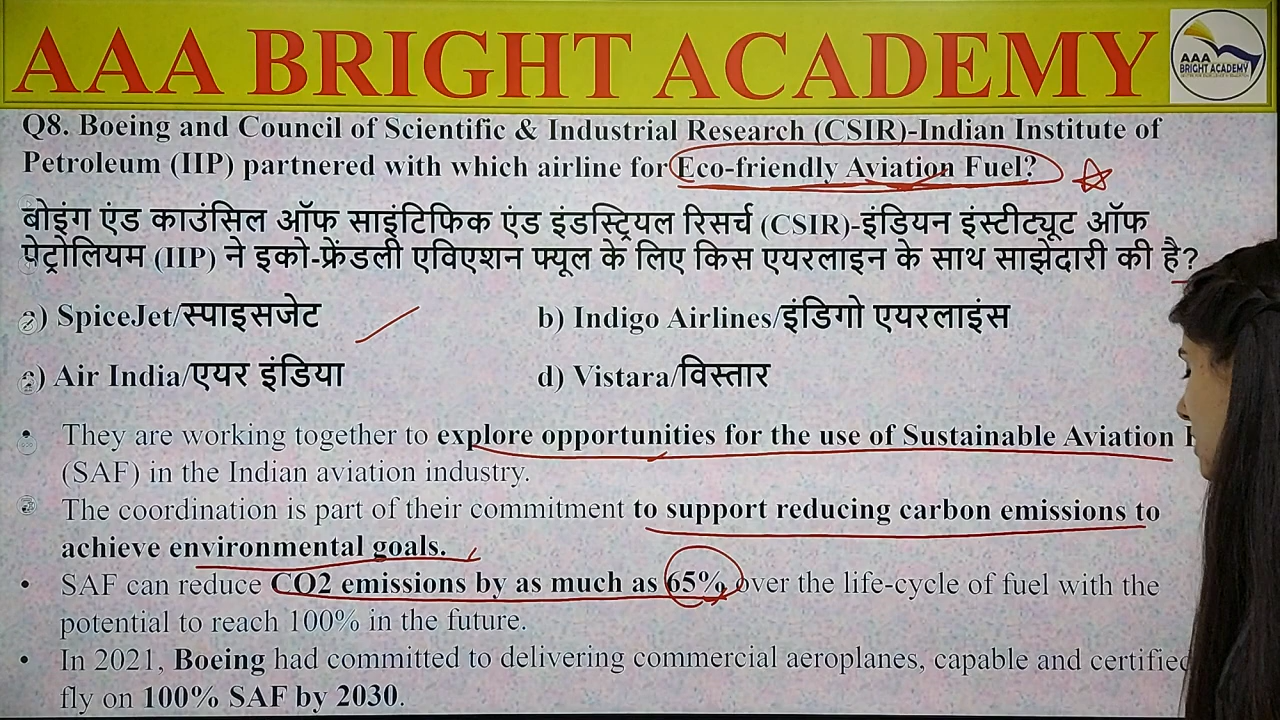 AAA BRIGHT ACADEMY
AAA
BRIGHT ACADEMY
Q8. Boeing and Council of Scientific & Industrial Research (CSIR)-Indian Institute of
Petroleum (IIP) partnered with which airline for Eco-friendly Aviation Fuel?
बोइंग एंड काउंसिल ऑफ साइंटिफिक एंड इंडस्ट्रियल रिसर्च (CSIR)-इंडियन इंस्टीट्यूट ऑफ
पेट्रोलियम (IIP) ने इको-फ्रेंडली एविएशन फ्यूल के लिए किस एयरलाइन के साथ साझेदारी की है?
a) SpiceJet/स्पाइसजेट b) Indigo Airlines/इंडिगो एयरलाइंस
c) Air India/एयर इंडिया d) Vistara/विस्तार
• They are working together to explore opportunities for the use of Sustainable Aviation
(SAF) in the Indian aviation industry.
• The coordination is part of their commitment to support reducing carbon emissions to
achieve environmental goals.
• SAF can reduce CO2 emissions by as much as 65% over the life-cycle of fuel with the
potential to reach 100% in the future.
• In 2021, Boeing had committed to delivering commercial aeroplanes, capable and certified
fly on 100% SAF by 2030.